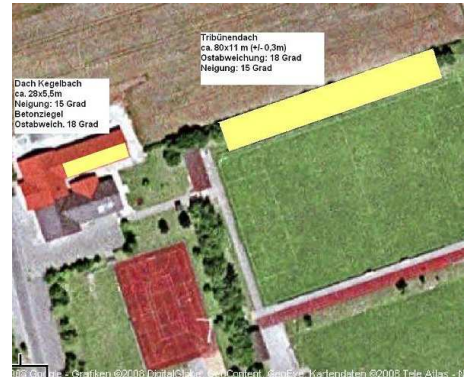 Tribünendach
ca. 80x11 m (+/- 0,3m)
Ostabweichung: 18 Grad
Neigung: 15 Grad
Dach Kegelbach
ca. 28x5,5m
Neigung: 15 Grad
Betonziegel
Ostabweich. 18 Grad
Google - Grafiken ©2008 DigitalGlobe, GeoContent, GeoEye, Kartendaten ©2008 Tele Atlas -